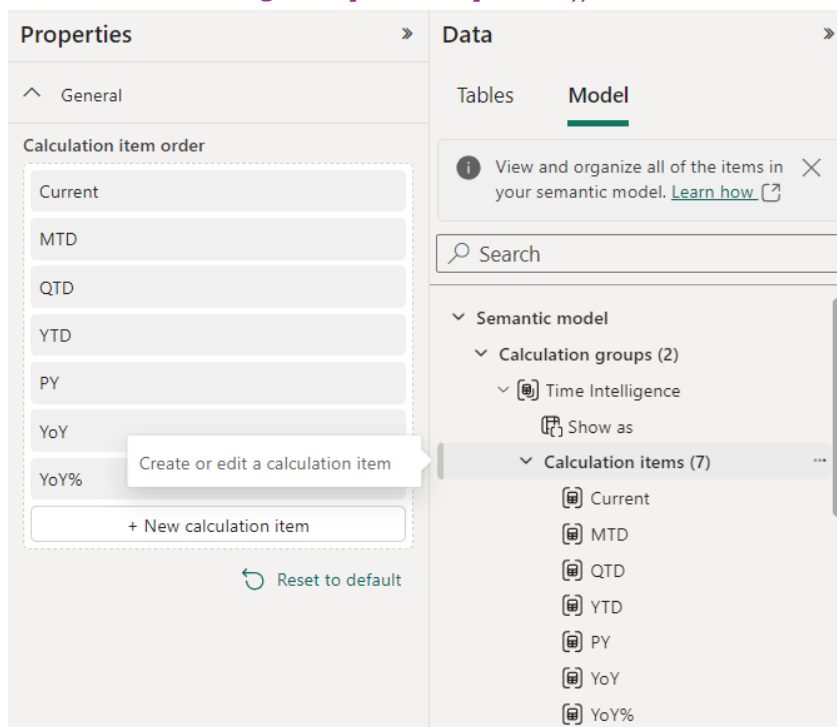 Properties
General
Calculation item order
Current
MTD
QTD
YTD
PY
YoY
YoY%
Create or edit a calculation item
+ New calculation item
Reset to default
Data
Tables Model
View and organize all of the items in
your semantic model. Learn how
Search
Semantic model
Calculation groups (2)
Time Intelligence
Show as
Calculation items (7)
Current
MTD
QTD
YTD
PY
YoY
YoY%